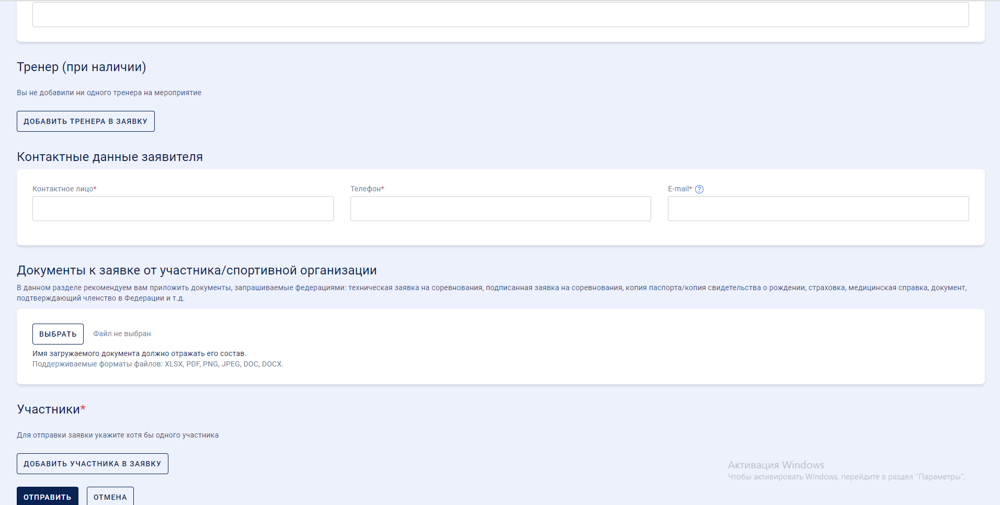 Тренер (при наличии)
Вы не добавили ни одного тренера на мероприятие
ДОБАВИТЬ ТРЕНЕРА В ЗАЯВКУ
Контактные данные заявителя
Контактное лицо*
Телефон*
E-mail* ?
Документы к заявке от участника/спортивной организации
В данном разделе рекомендуем вам приложить документы, запрашиваемые федерациями: техническая заявка на соревнования, подписанная заявка на соревнования, копия паспорта/копия свидетельства о рождении, страховка, медицинская справка, документ,
подтверждающий членство в Федерации и т.д.
ВЫБРАТЬ Файл не выбран
Имя загружаемого документа должно отражать его состав.
Поддерживаемые форматы файлов: XLSX, PDF, PNG, JPEG, DOC, DOCX.
Участники*
Для отправки заявки укажите хотя бы одного участника
ДОБАВИТЬ УЧАСТНИКА В ЗАЯВКУ
Активация Windows
Чтобы активировать Windows, перейдите в раздел "Параметры".
ОТПРАВИТЬ ОТМЕНА